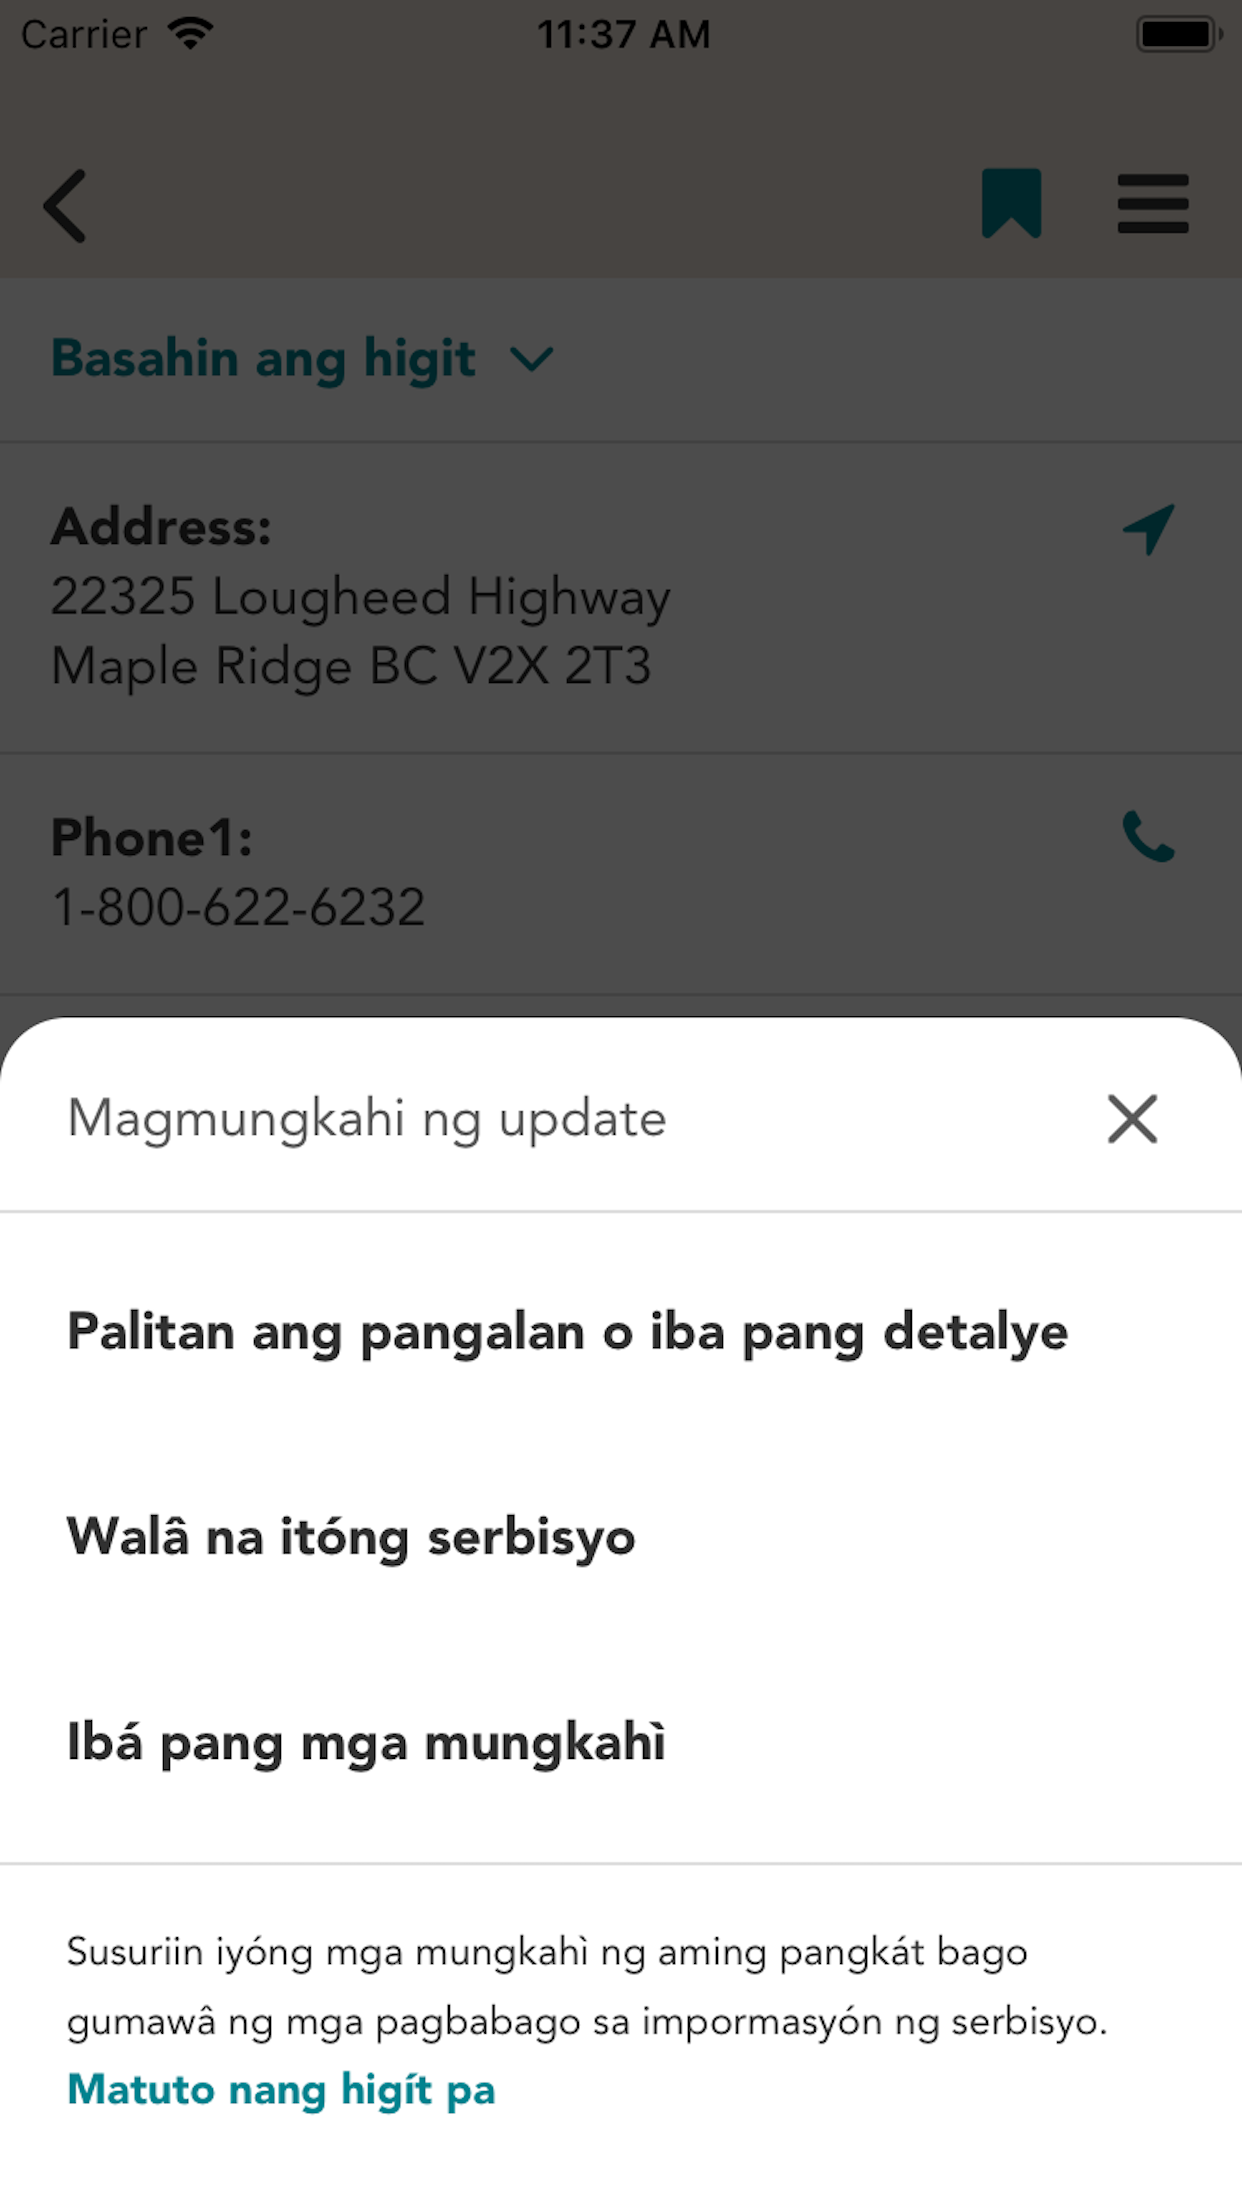 Carrier 11:37 AM
Basahin ang higit
Address:
22325 Lougheed Highway
Maple Ridge BC V2X 2T3
Phone1:
1-800-622-6232
Magmungkahi ng update
Palitan ang pangalan o iba pang detalye
Walâ na itóng serbisyo
Ibá pang mga mungkahì
Susuriin iyóng mga mungkahì ng aming pangkát bago
gumawâ ng mga pagbabago sa impormasyón ng serbisyo.
Matuto nang higít pa